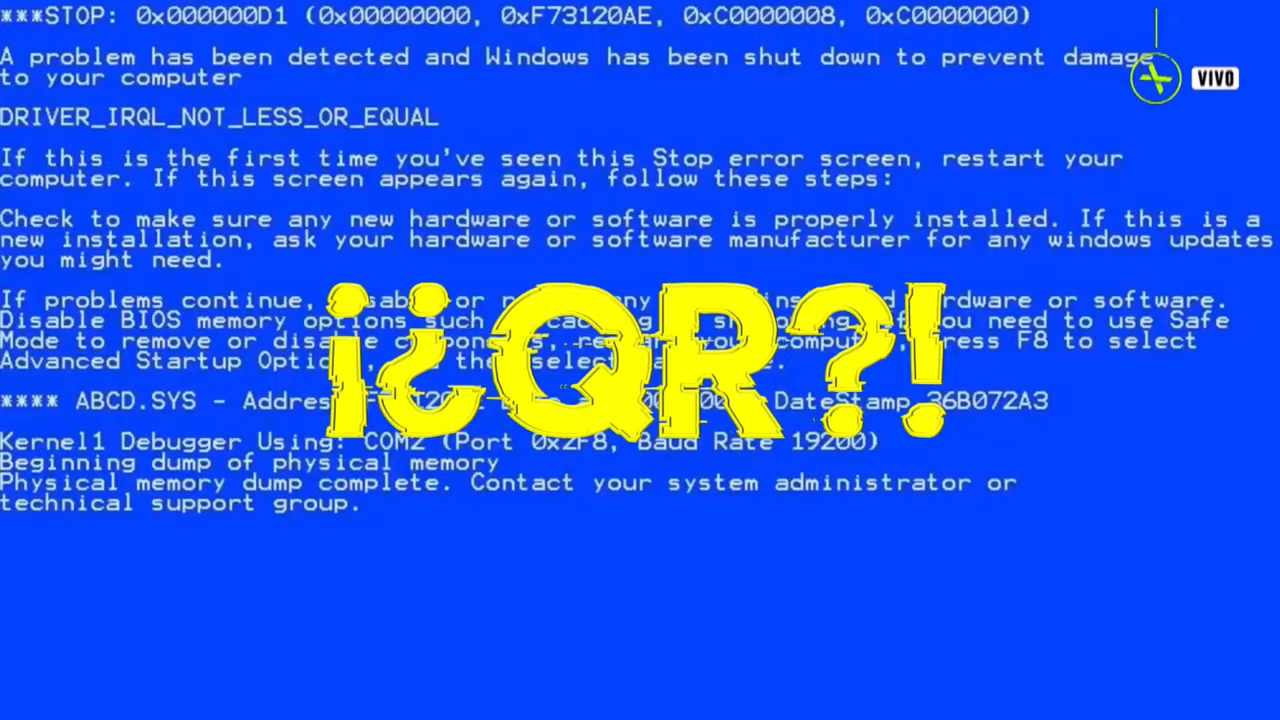 ***STOP: 0x000000D1 (0x00000000, 0xF73120AE, 0xC0000008, 0xC0000000)
A problem has been detected and Windows has been shut down to prevent damage
to your computer
VIVO
DRIVER_IRQL_NOT_LESS_OR_EQUAL
If this is the first time you've seen this Stop error screen, restart your
computer. If this screen appears again, follow these steps:
Check to make sure any new hardware or software is properly installed. If this is a
new installation, ask your hardware or software manufacturer for any windows updates
you might need.
If problems continue, or any or software.
Disable BIOS memory options such you need to use Safe
Mode to remove or to select
Advanced Startup
¡¿QR?!
**** ABCD.SYS - DateStamp 36B072A3
Kernel1 Debugger Using: COM2 (Port 0x2F8, Baud Rate 19200)
Beginning dump of physical memory
Physical memory dump complete. Contact your system administrator or
technical support group.